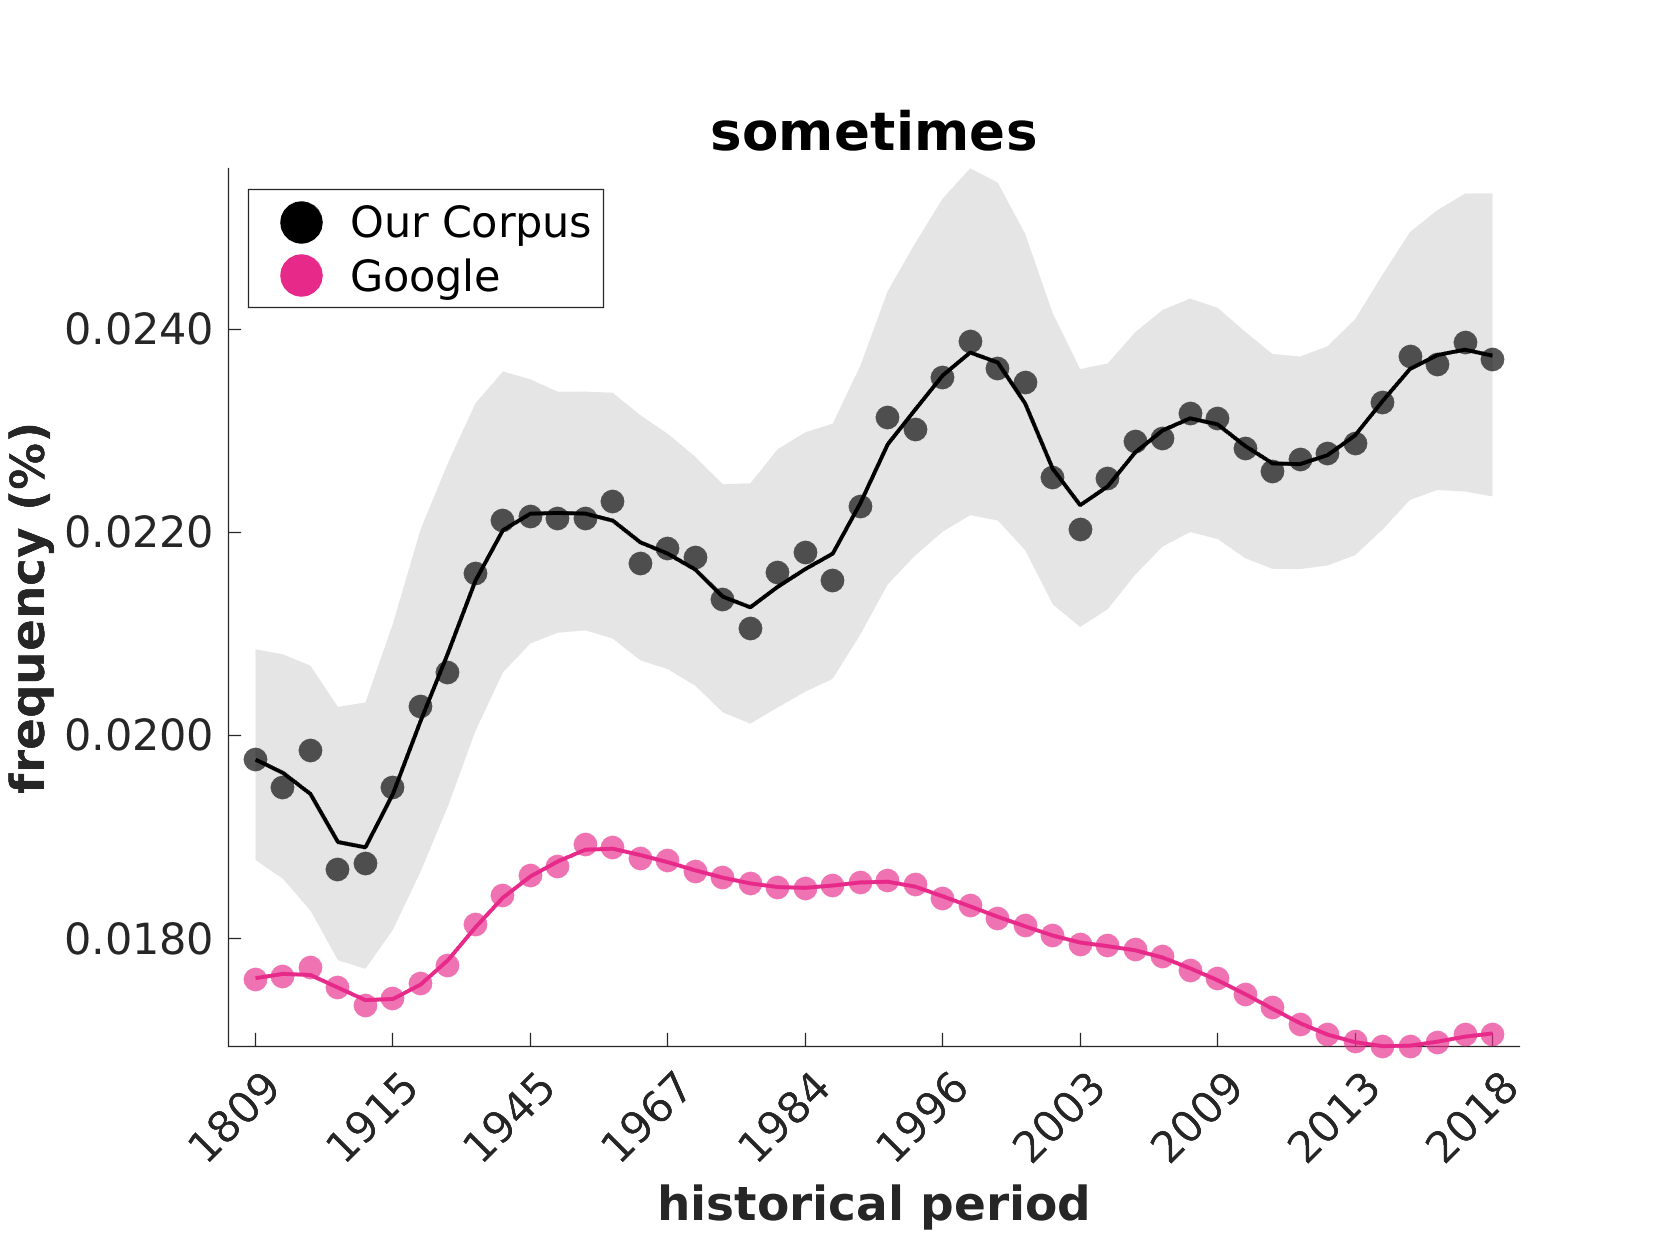 sometimes
Our Corpus
Google
frequency (%)
0.0240
0.0220
0.0200
0.0180
1809 1915 1945 1967 1984 1996 2003 2009 2013 2018
historical period